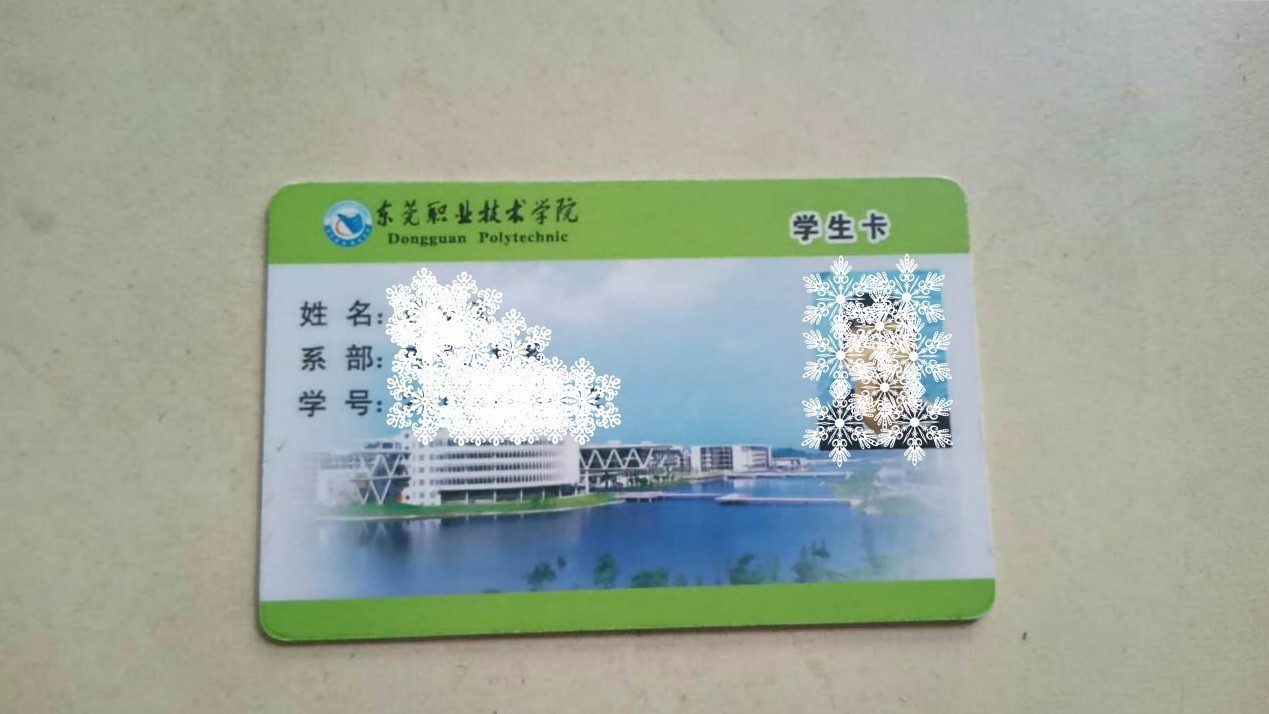 东莞职业技术学院
Dongguan Polytechnic
学生卡
姓 名:
系 部:
学 号: